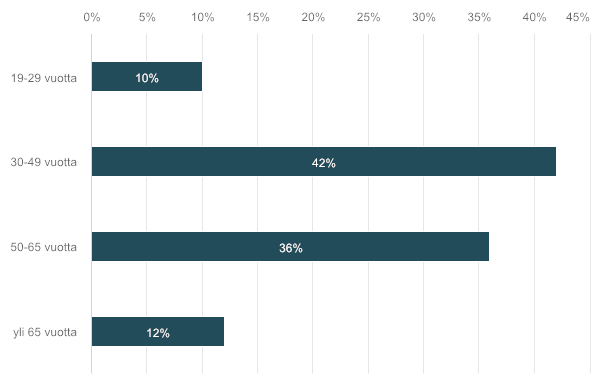 0% 5% 10% 15% 20% 25% 30% 35% 40% 45%
19-29 vuotta 10%
30-49 vuotta 42%
50-65 vuotta 36%
yli 65 vuotta 12%